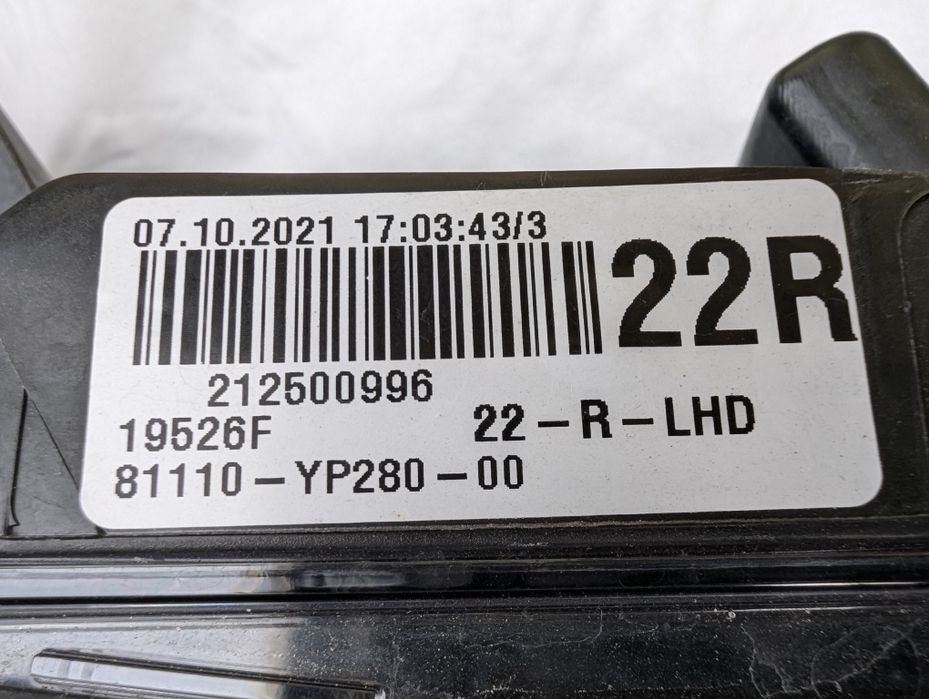 07.10.2021 17:03:43/3
22R
212500996
19526F 22-R-LHD
81110-YP280-00